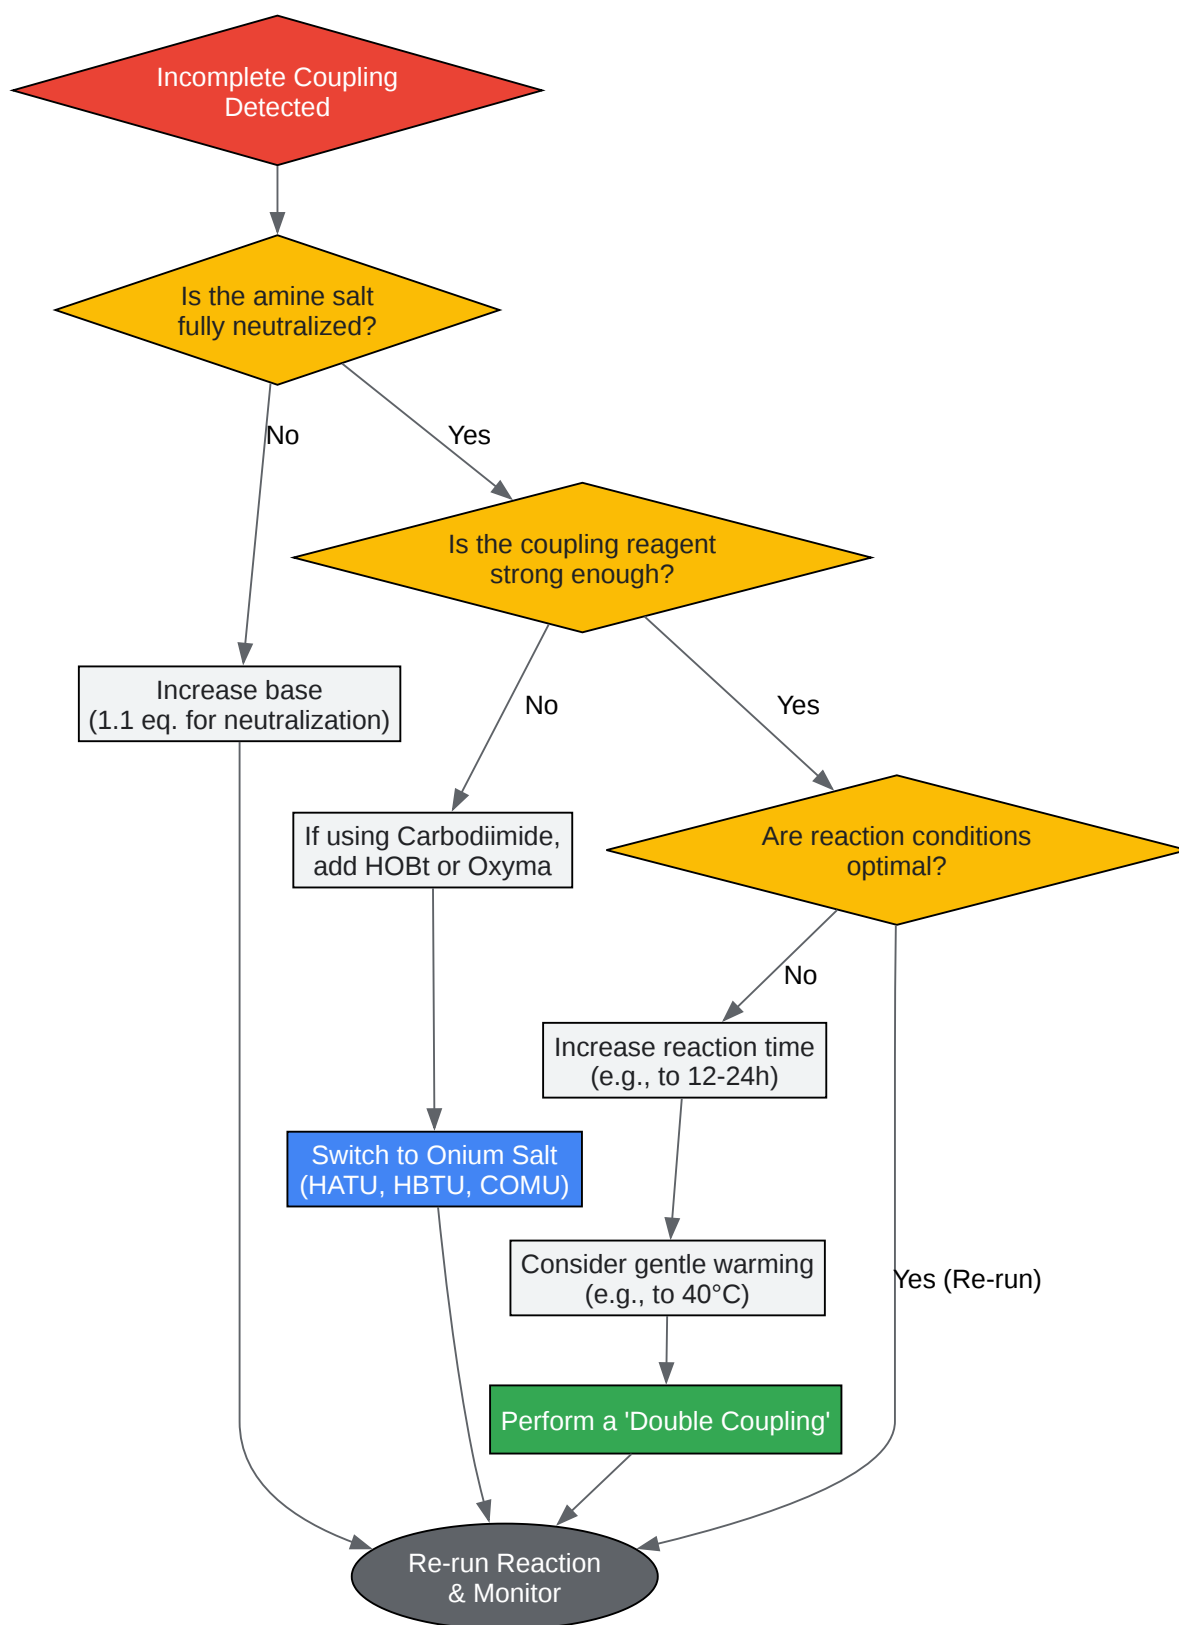 Incomplete Coupling
Detected
Is the amine salt
fully neutralized?
No
Yes
Is the coupling reagent
strong enough?
Increase base
(1.1 eq. for neutralization)
No
Yes
If using Carbodiimide,
add HOBt or Oxyma
Are reaction conditions
optimal?
No
Increase reaction time
(e.g., to 12-24h)
Switch to Onium Salt
(HATU, HBTU, COMU)
Consider gentle warming
(e.g., to 40°C)
Yes (Re-run)
Perform a 'Double Coupling'
Re-run Reaction
& Monitor